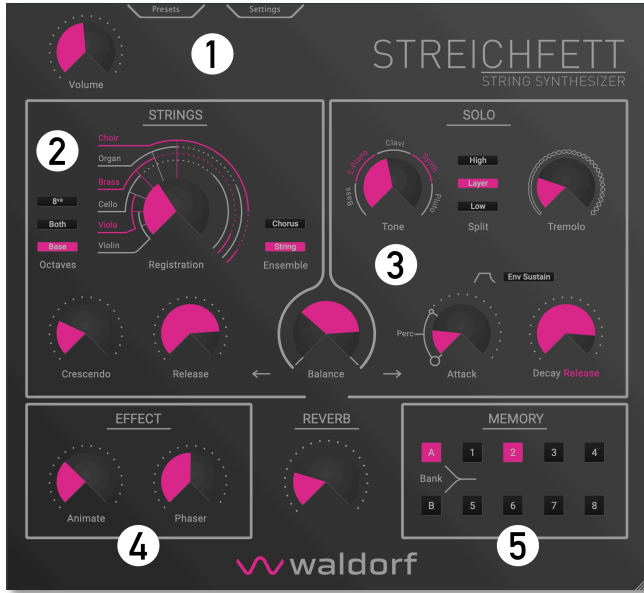 Presets
Settings
1
Volume
STREICHFETT
STRING SYNTHESIZER
STRINGS
2
Choir
Organ
Brass
Cello
Viola
Violin
8va
Both
Base
Octaves
Registration
Chorus
String
Ensemble
Crescendo
Release
Balance
SOLO
Bass
E-Piano
Clavi
Synth
Pluto
Tone
High
Layer
Low
Split
Tremolo
3
Env Sustain
Perc
Attack
Decay Release
EFFECT
Animate
Phaser
4
REVERB
MEMORY
A 1 2 3 4
Bank
B 5 6 7 8
5
waldorf